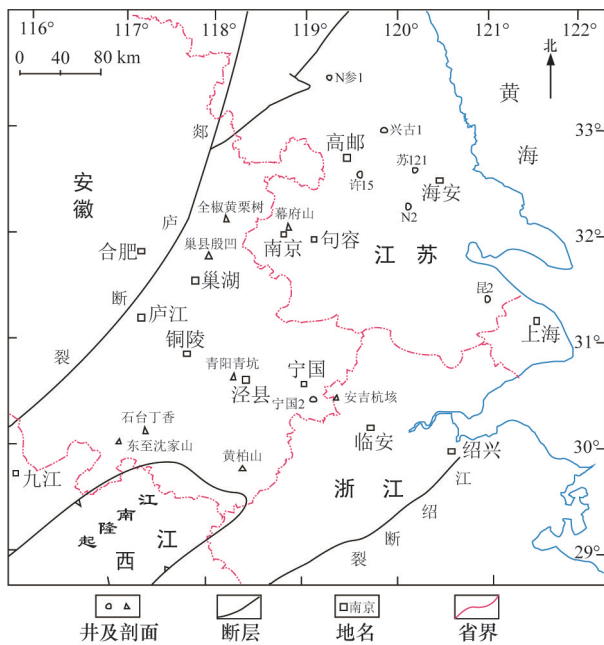 116° 117° 118° 119° 120° 121° 122°
0 40 80 km
北
N参1
黄海
兴古1
33°
郯庐断裂
高邮
苏121
许15
海安
安徽
全椒黄栗树
幕府山
N2
南京
句容
32°
合肥
巢县殷凹
江苏
巢湖
昆2
庐江
上海
31°
铜陵
青阳青坑
宁国
泾县
宁国2
安吉杭垓
石台丁香
临安
东至沈家山
绍兴
30°
黄柏山
九江
浙江
江绍断裂
江南隆起
江西
29°
南京
井及剖面 断层 地名 省界